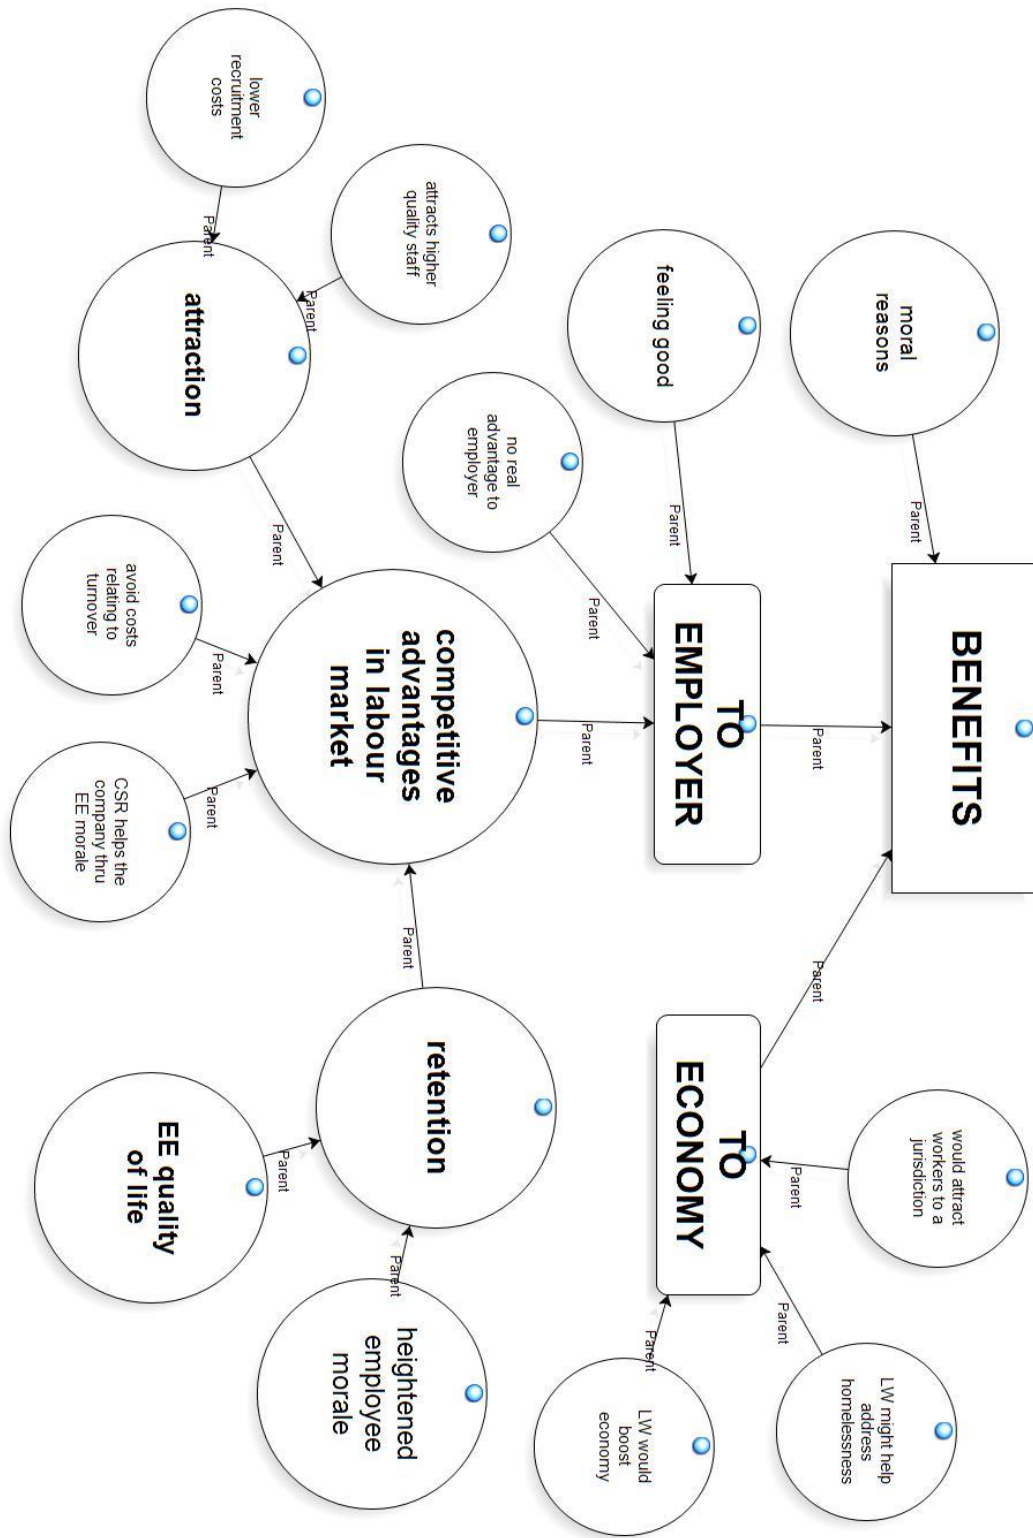 BENEFITS
moral
reasons
Parent
Parent
Parent
TO
EMPLOYER
feeling good
Parent
no real
advantage to
employer
Parent
Parent
competitive
advantages
in labour
market
attraction
Parent
attracts higher
quality staff
Parent
lower
recruitment
costs
Parent
avoid costs
relating to
turnover
Parent
CSR helps the
company thru
EE morale
Parent
retention
Parent
EE quality
of life
Parent
heightened
employee
morale
Parent
TO
ECONOMY
would attract
workers to a
jurisdiction
Parent
LW might help
address
homelessness
Parent
LW would
boost
economy
Parent